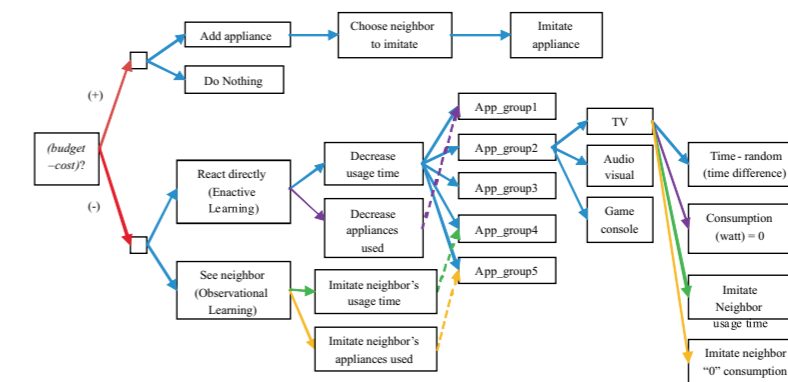 Add appliance
Choose neighbor
to imitate
Imitate
appliance
Do Nothing
(+)
(budget
–cost)?
(-)
React directly
(Enactive
Learning)
See neighbor
(Observational
Learning)
Decrease
usage time
Decrease
appliances
used
Imitate neighbor’s
usage time
Imitate neighbor’s
appliances used
App_group1
App_group2
App_group3
App_group4
App_group5
TV
Audio
visual
Game
console
Time - random
(time difference)
Consumption
(watt) = 0
Imitate
Neighbor
usage time
Imitate neighbor
“0” consumption